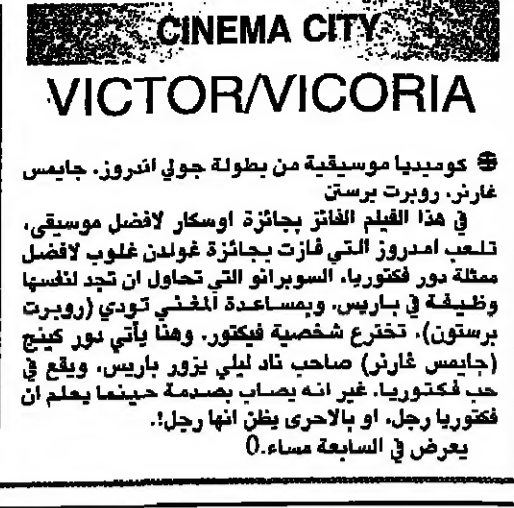 CINEMA CITY
VICTOR/VICORIA
كوميديا موسيقية من بطولة جولي اندروز. جايمس
غارنر. روبرت برستن
في هذا الفيلم الفائز بجائزة اوسكار لافضل موسيقى،
تلعب امدروز التي فازت بجائزة غولدن غلوب لافضل
ممثلة دور فكتوريا، السوبرانو التي تحاول ان تجد لنفسها
وظيفة في باريس. وبمساعدة المغني تودي (روبرت
برستون)، تخترع شخصية فيكتور. وهنا يأتي دور كينج
(جايمس غارنر) صاحب ناد ليلي يزور باريس. ويقع في
حب فكتوريا. غير انه يصاب بصدمة حينما يعلم ان
فكتوريا رجل. او بالاحرى يظن انها رجل!.
يعرض في السابعة مساء.0